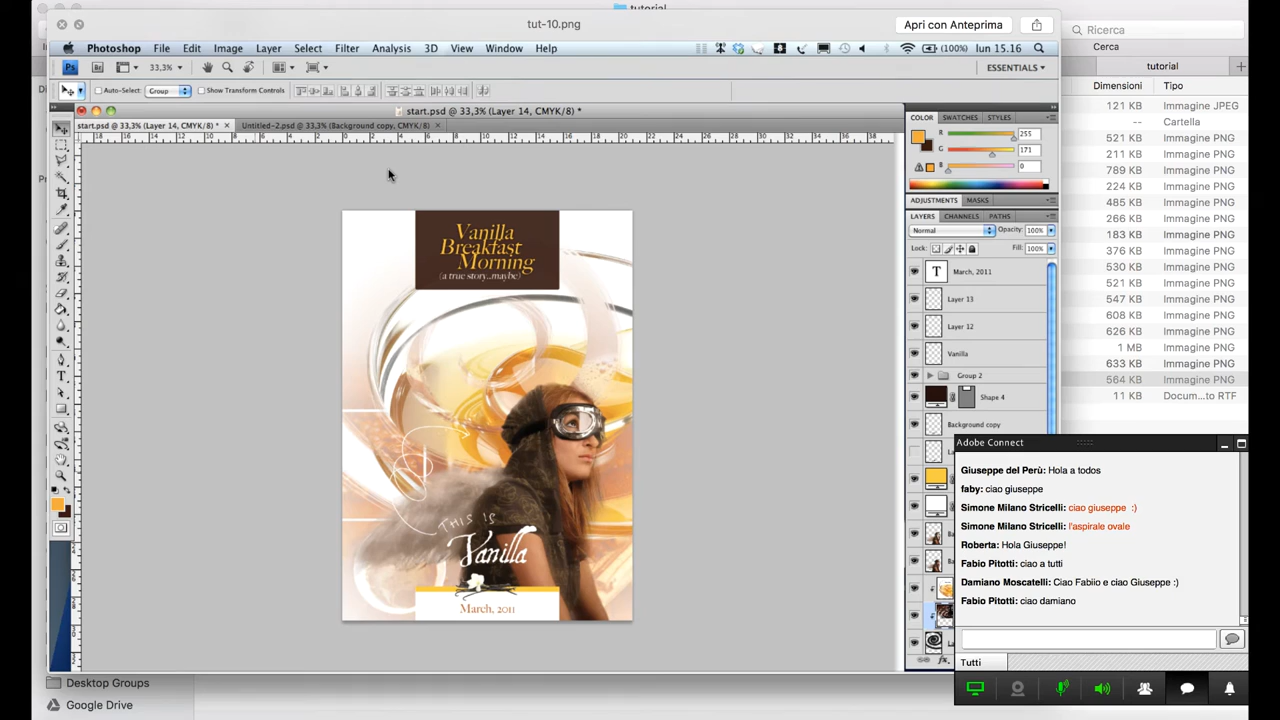 tutorial
tut-10.png
Apri con Anteprima
Ricerca
Cerca
Photoshop File Edit Image Layer Select Filter Analysis 3D View Window Help
(100%) lun 15.16
tutorial
Ps Br 33,3%
ESSENTIALS
Dimensioni Tipo
Auto-Select: Group Show Transform Controls
121 KB Immagine JPEG
-- Cartella
521 KB Immagine PNG
211 KB Immagine PNG
789 KB Immagine PNG
224 KB Immagine PNG
485 KB Immagine PNG
266 KB Immagine PNG
183 KB Immagine PNG
376 KB Immagine PNG
530 KB Immagine PNG
521 KB Immagine PNG
547 KB Immagine PNG
608 KB Immagine PNG
626 KB Immagine PNG
1 MB Immagine PNG
633 KB Immagine PNG
564 KB Immagine PNG
11 KB Docum...to RTF
start.psd @ 33,3% (Layer 14, CMYK/8) *
start.psd @ 33,3% (Layer 14, CMYK/8) *
Untitled-2.psd @ 33,3% (Background copy, CMYK/8)
COLOR SWATCHES STYLES
R 255
G 171
B 0
ADJUSTMENTS MASKS
LAYERS CHANNELS PATHS
Normal Opacity: 100%
Lock: Fill: 100%
T March, 2011
Layer 13
Layer 12
Vanilla
Group 2
Shape 4
Background copy
Vanilla
Breakfast
Morning
(a true story...maybe)
THIS IS
Vanilla
March, 2011
Adobe Connect
Giuseppe del Perù: Hola a todos
faby: ciao giuseppe
Simone Milano Stricelli: ciao giuseppe :)
Simone Milano Stricelli: l'aspirale ovale
Roberta: Hola Giuseppe!
Fabio Pitotti: ciao a tutti
Damiano Moscatelli: Ciao Fabiio e ciao Giuseppe :)
Fabio Pitotti: ciao damiano
Tutti
Desktop Groups
Google Drive